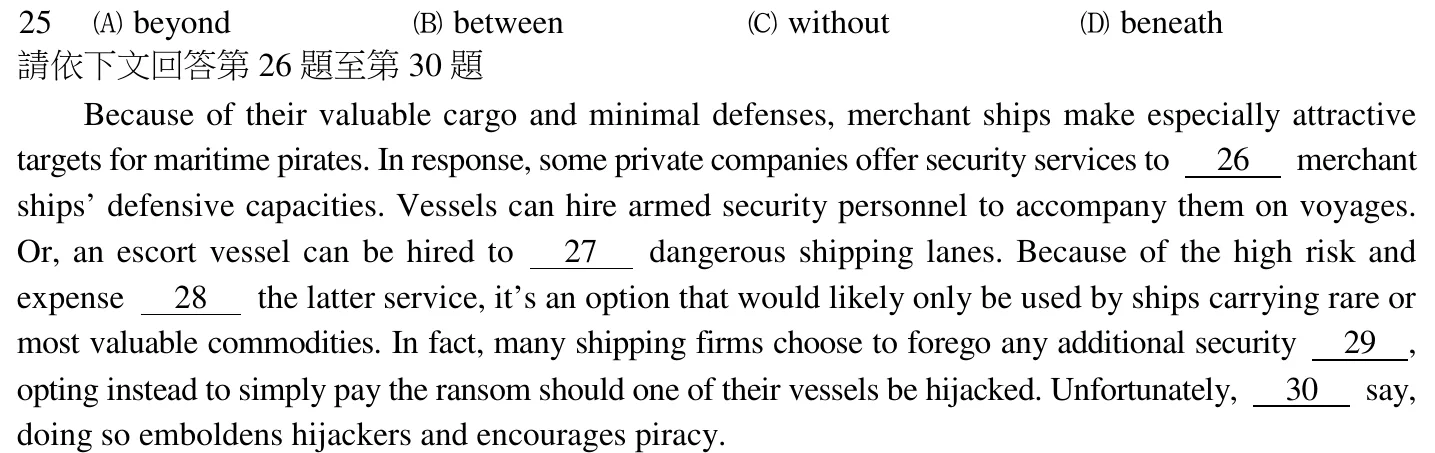 25 (A) beyond (B) between (C) without (D) beneath
請依下文回答第 26 題至第 30 題
Because of their valuable cargo and minimal defenses, merchant ships make especially attractive
targets for maritime pirates. In response, some private companies offer security services to 26 merchant
ships’ defensive capacities. Vessels can hire armed security personnel to accompany them on voyages.
Or, an escort vessel can be hired to 27 dangerous shipping lanes. Because of the high risk and
expense 28 the latter service, it’s an option that would likely only be used by ships carrying rare or
most valuable commodities. In fact, many shipping firms choose to forego any additional security 29 ,
opting instead to simply pay the ransom should one of their vessels be hijacked. Unfortunately, 30 say,
doing so emboldens hijackers and encourages piracy.